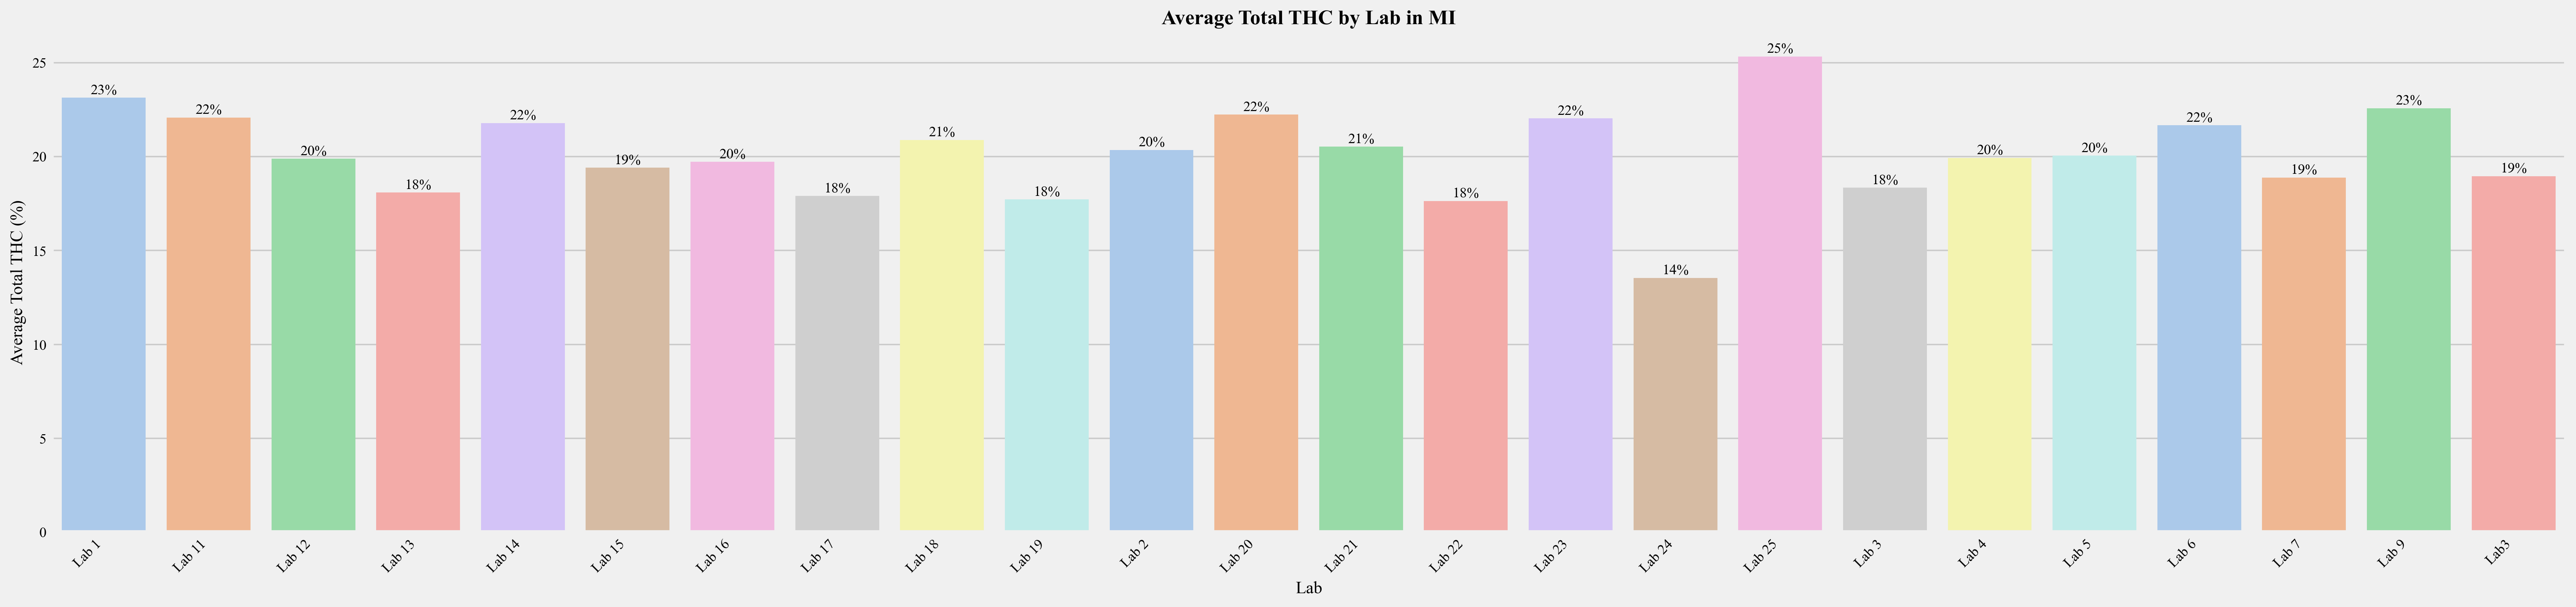 Average Total THC by Lab in MI
Average Total THC (%)
25
20
15
10
5
0
23%
22%
20%
18%
22%
19%
20%
18%
21%
18%
20%
22%
21%
18%
22%
14%
25%
18%
20%
20%
22%
19%
23%
19%
Lab 1
Lab 11
Lab 12
Lab 13
Lab 14
Lab 15
Lab 16
Lab 17
Lab 18
Lab 19
Lab 2
Lab 20
Lab 21
Lab 22
Lab 23
Lab 24
Lab 25
Lab 3
Lab 4
Lab 5
Lab 6
Lab 7
Lab 9
Lab3
Lab